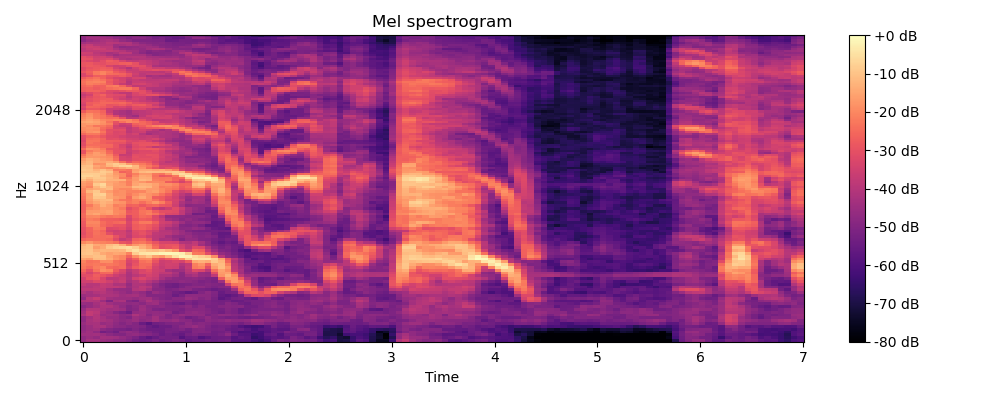 Mel spectrogram
Hz
2048
1024
512
0
0 1 2 3 4 5 6 7
Time
+0 dB
-10 dB
-20 dB
-30 dB
-40 dB
-50 dB
-60 dB
-70 dB
-80 dB